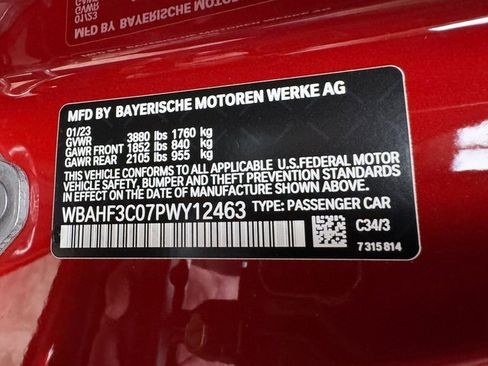 MFD BY BAYERISCHE MOTOREN WERKE AG
01/23 3880 lbs 1760 kg
GVWR
GAWR FRONT 1852 lbs 840 kg
GAWR REAR 2105 lbs 955 kg
THIS VEHICLE CONFORMS TO ALL APPLICABLE U.S.FEDERAL MOTOR
VEHICLE SAFETY, BUMPER, AND THEFT PREVENTION STANDARDS
IN EFFECT ON THE DATE OF MANUFACTURE SHOWN ABOVE.
WBAHF3C07PWY12463 TYPE: PASSENGER CAR
C34/3
7 315 814